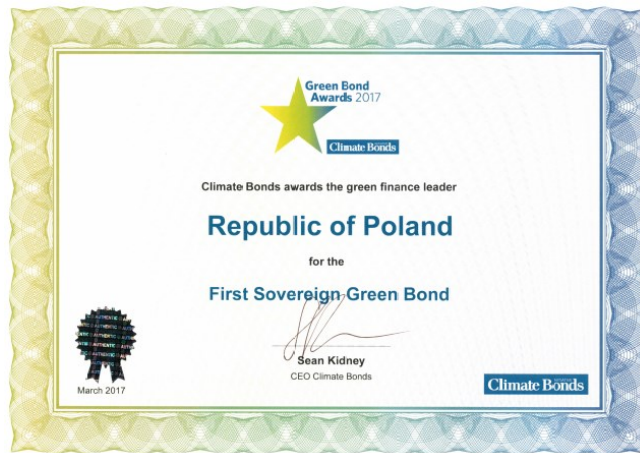 Green Bond
Awards 2017
Climate Bonds
Climate Bonds awards the green finance leader
Republic of Poland
for the
First Sovereign Green Bond
Sean Kidney
CEO Climate Bonds
AUTHENTIC
March 2017
Climate Bonds